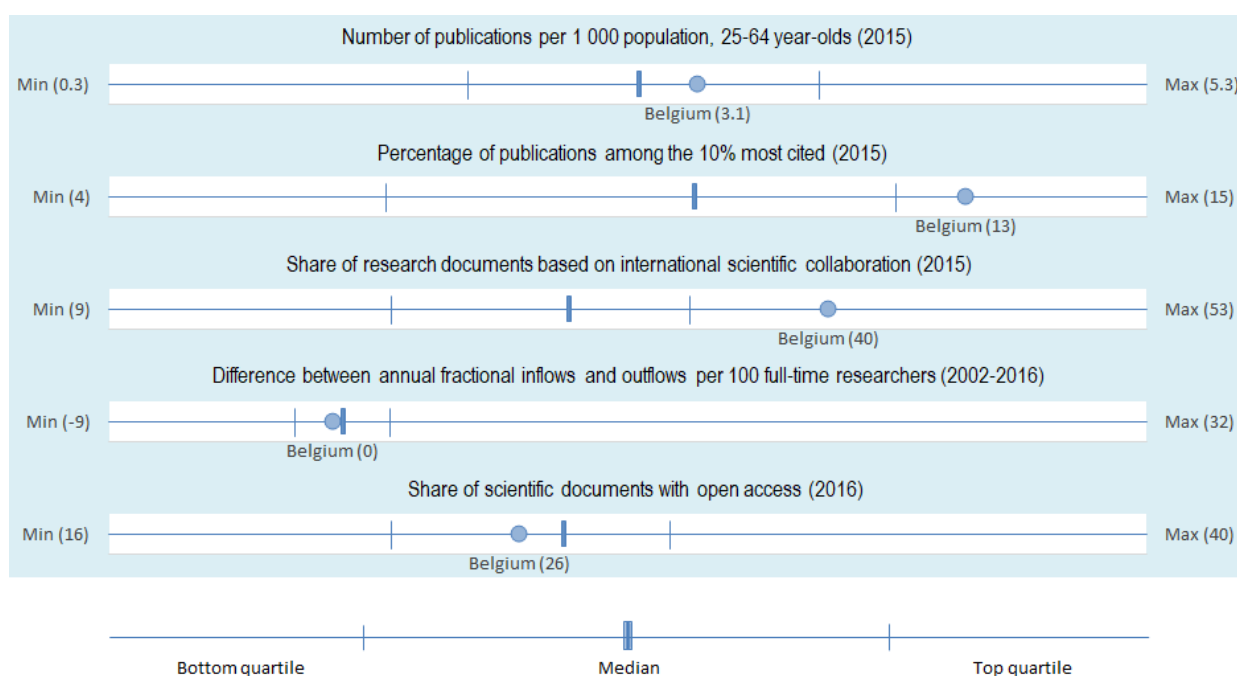 Number of publications per 1 000 population, 25-64 year-olds (2015)
Min (0.3)
Max (5.3)
Belgium (3.1)
Percentage of publications among the 10% most cited (2015)
Min (4)
Max (15)
Belgium (13)
Share of research documents based on international scientific collaboration (2015)
Min (9)
Max (53)
Belgium (40)
Difference between annual fractional inflows and outflows per 100 full-time researchers (2002-2016)
Min (-9)
Max (32)
Belgium (0)
Share of scientific documents with open access (2016)
Min (16)
Max (40)
Belgium (26)
Bottom quartile
Median
Top quartile